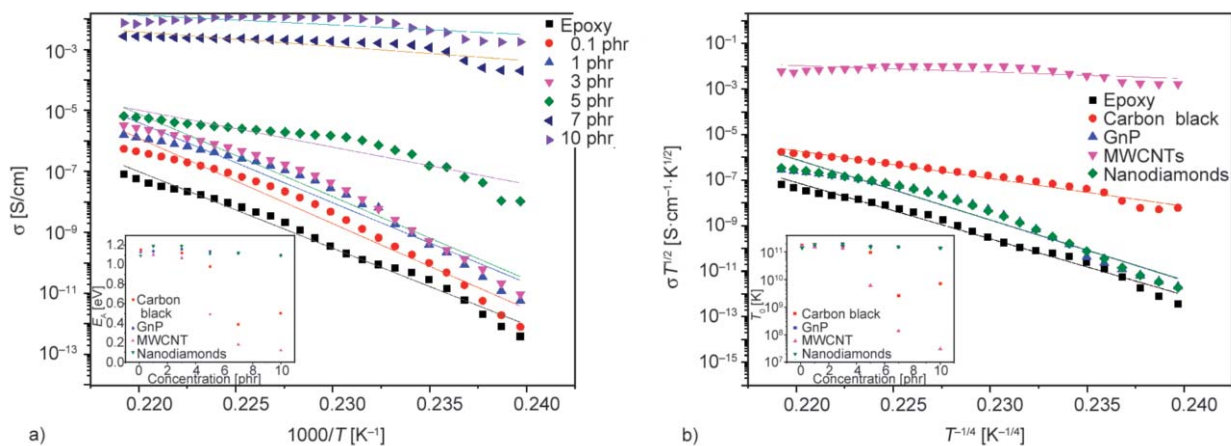 10⁻¹
10⁻³
10⁻⁵
10⁻⁷
10⁻⁹
10⁻¹¹
10⁻¹³
σ [S/cm]
Epoxy
0.1 phr
1 phr
3 phr
5 phr
7 phr
10 phr
1.2
1.0
0.8
0.6
0.4
0.2
0.0
E_A [eV]
Carbon
black
GnP
MWCNT
Nanodiamonds
0 2 4 6 8 10
Concentration [phr]
0.220 0.225 0.230 0.235 0.240
a)
1000/T [K⁻¹]
10¹
10⁻¹
10⁻³
10⁻⁵
10⁻⁷
10⁻⁹
10⁻¹¹
10⁻¹³
10⁻¹⁵
σ T^1/2 [S·cm⁻¹·K^1/2]
Epoxy
Carbon black
GnP
MWCNTs
Nanodiamonds
10¹¹
10¹⁰
10⁹
10⁸
10⁷
T₀ [K]
Carbon black
GnP
MWCNT
Nanodiamonds
0 2 4 6 8 10
Concentration [phr]
0.220 0.225 0.230 0.235 0.240
b)
T^−1/4 [K^−1/4]